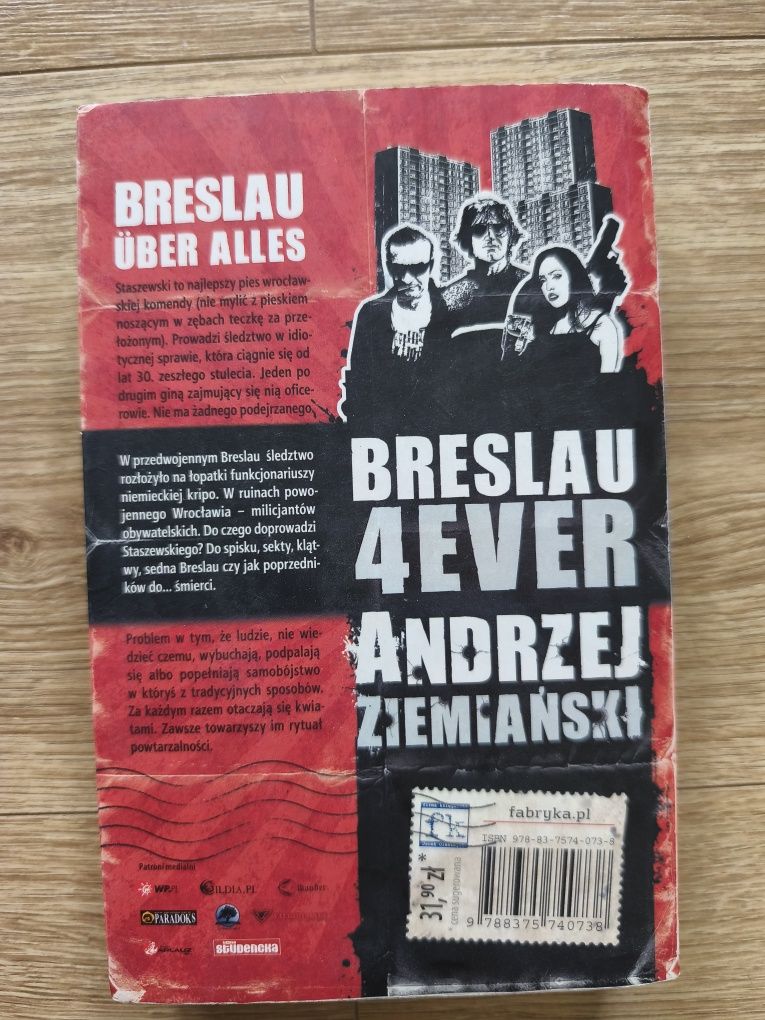 BRESLAU
ÜBER ALLES
Staszewski to najlepszy pies wrocław-
skiej komendy (nie mylić z pieskiem
noszącym w zębach teczkę za prze-
łożonym). Prowadzi śledztwo w idio-
tycznej sprawie, która ciągnie się od
lat 30. zeszłego stulecia. Jeden po
drugim giną zajmujący się nią ofice-
rowie. Nie ma żadnego podejrzanego.
W przedwojennym Breslau śledztwo
rozłożyło na łopatki funkcjonariuszy
niemieckiej kripo. W ruinach powo-
jennego Wrocławia – milicjantów
obywatelskich. Do czego doprowadzi
Staszewskiego? Do spisku, sekty, kląt-
wy, sedna Breslau czy jak poprzedni-
ków do... śmierci.
Problem w tym, że ludzie, nie wie-
dzieć czemu, wybuchają, podpalają
się albo popełniają samobójstwo
w któryś z tradycyjnych sposobów.
Za każdym razem otaczają się kwia-
tami. Zawsze towarzyszy im rytuał
powtarzalności.
BRESLAU
4EVER
ANDRZEJ
ZIEMIAŃSKI
Patroni medialni
WP.PL
GILDIA.PL
PARADOKS
STUDENCKA
fabryka.pl
ISBN 978-83-7574-073-8
31,90 zł *
* cena sugerowana
9 788375 740738